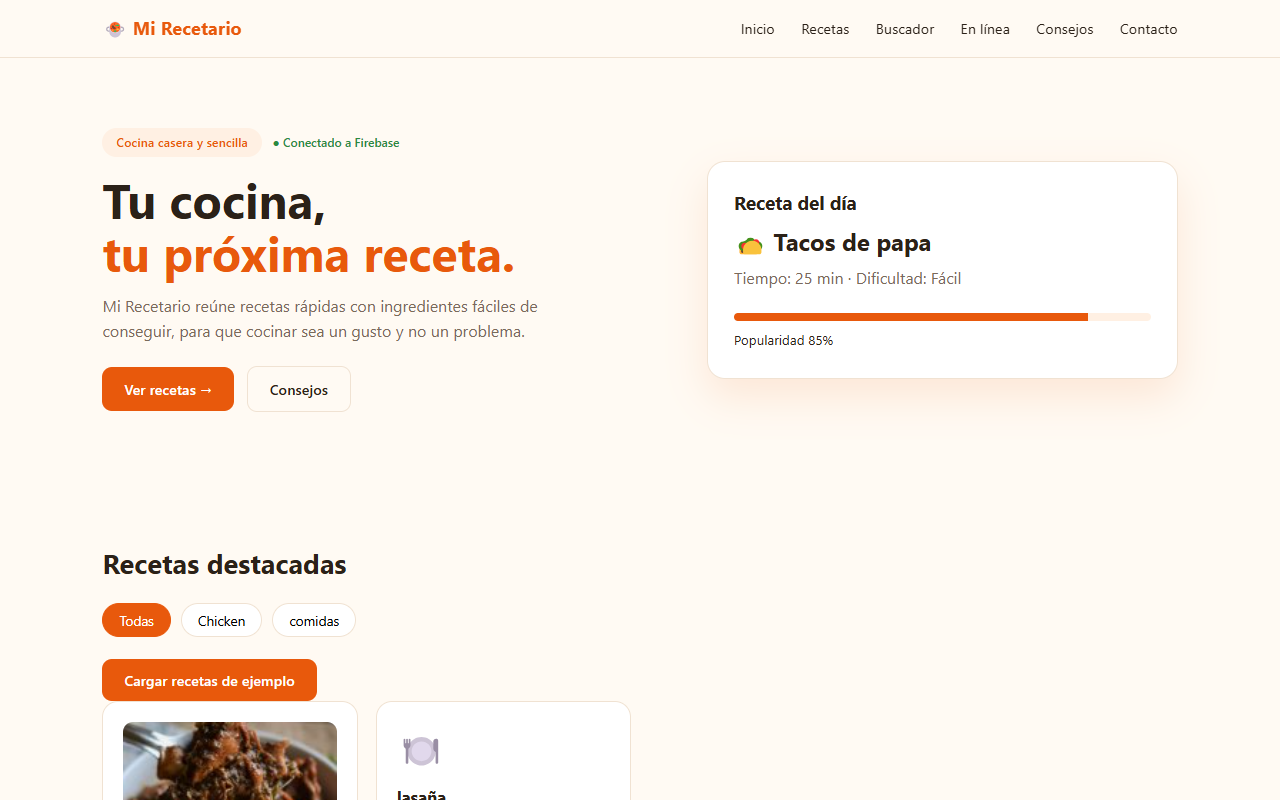 Mi Recetario
Inicio
Recetas
Buscador
En línea
Consejos
Contacto
Cocina casera y sencilla
● Conectado a Firebase
Tu cocina,
tu próxima receta.
Mi Recetario reúne recetas rápidas con ingredientes fáciles de
conseguir, para que cocinar sea un gusto y no un problema.
Ver recetas →
Consejos
Receta del día
Tacos de papa
Tiempo: 25 min · Dificultad: Fácil
Popularidad 85%
Recetas destacadas
Todas
Chicken
comidas
Cargar recetas de ejemplo
lasaña